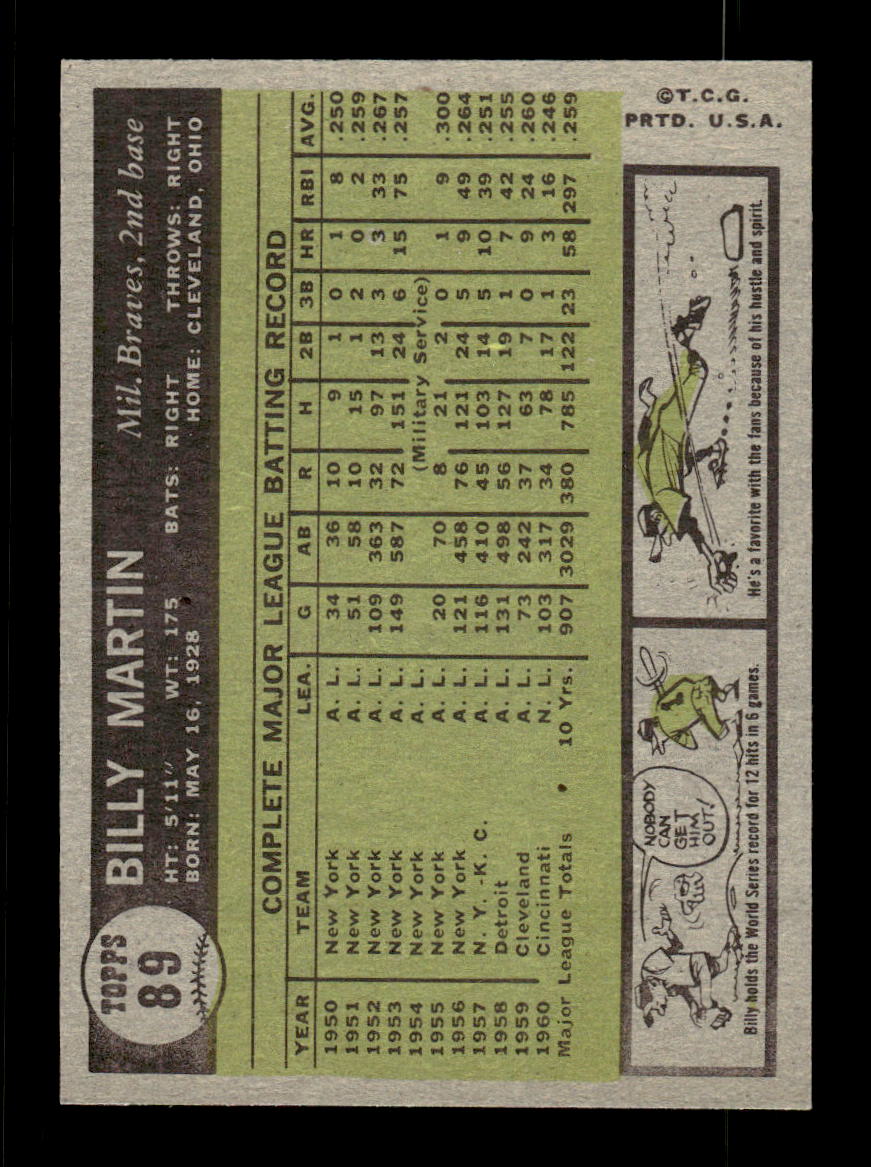 TOPPS
89
BILLY MARTIN Mil. Braves, 2nd base
HT: 5'11" WT: 175 BATS: RIGHT THROWS: RIGHT
BORN: MAY 16, 1928 HOME: CLEVELAND, OHIO
COMPLETE MAJOR LEAGUE BATTING RECORD
YEAR TEAM LEA. G AB R H 2B 3B HR RBI AVG.
1950 New York A. L. 34 36 10 9 1 0 1 8 .250
1951 New York A. L. 51 58 10 15 1 2 0 2 .259
1952 New York A. L. 109 363 32 97 13 3 3 33 .267
1953 New York A. L. 149 587 72 151 24 6 15 75 .257
1954 New York A. L. (Military Service)
1955 New York A. L. 20 70 8 21 2 0 1 9 .300
1956 New York A. L. 121 458 76 121 24 5 9 49 .264
1957 N. Y. -K. C. A. L. 116 410 45 103 14 5 10 39 .251
1958 Detroit A. L. 131 498 56 127 19 1 7 42 .255
1959 Cleveland A. L. 73 242 37 63 7 0 9 24 .260
1960 Cincinnati N. L. 103 317 34 78 17 1 3 16 .246
Major League Totals • 10 Yrs. 907 3029 380 785 122 23 58 297 .259
NOBODY
CAN
GET
HIM
OUT!
Billy holds the World Series record for 12 hits in 6 games.
He's a favorite with the fans because of his hustle and spirit.
©T.C.G.
PRTD. U.S.A.